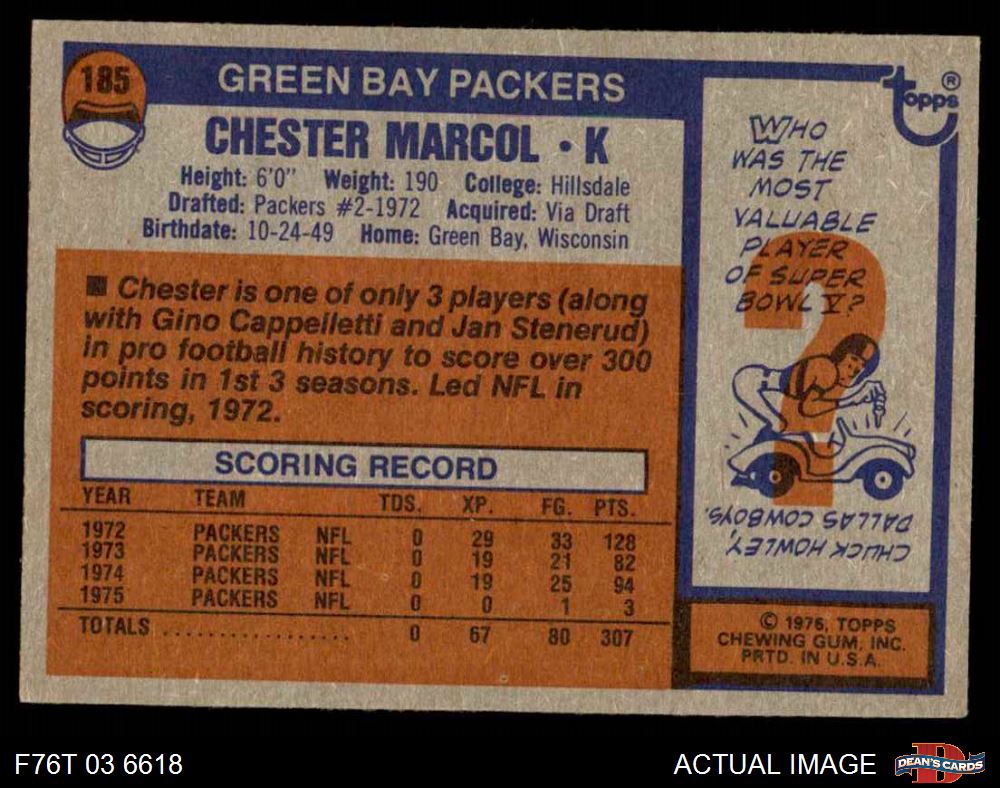 185
GREEN BAY PACKERS
CHESTER MARCOL • K
Height: 6'0" Weight: 190 College: Hillsdale
Drafted: Packers #2-1972 Acquired: Via Draft
Birthdate: 10-24-49 Home: Green Bay, Wisconsin
■ Chester is one of only 3 players (along
with Gino Cappelletti and Jan Stenerud)
in pro football history to score over 300
points in 1st 3 seasons. Led NFL in
scoring, 1972.
SCORING RECORD
YEAR TEAM TDS. XP. FG. PTS.
1972 PACKERS NFL 0 29 33 128
1973 PACKERS NFL 0 19 21 82
1974 PACKERS NFL 0 19 25 94
1975 PACKERS NFL 0 0 1 3
TOTALS .................. 0 67 80 307
topps®
WHO
WAS THE
MOST
VALUABLE
PLAYER
OF SUPER
BOWL V?
?
CHUCK HOWLEY,
DALLAS COWBOYS.
© 1976, TOPPS
CHEWING GUM, INC.
PRTD. IN U.S.A.
F76T 03 6618
ACTUAL IMAGE
D
DEAN'S CARDS